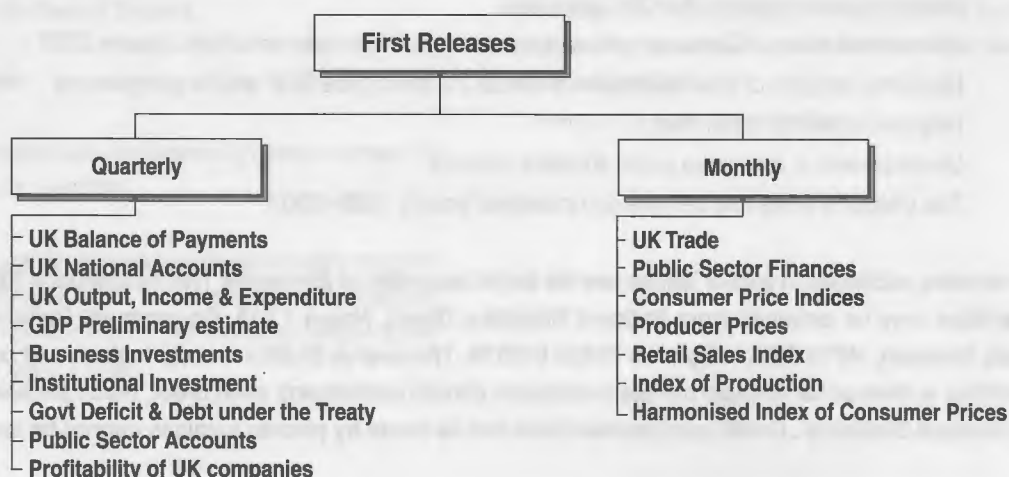 First Releases
Quarterly
UK Balance of Payments
UK National Accounts
UK Output, Income & Expenditure
GDP Preliminary estimate
Business Investments
Institutional Investment
Govt Deficit & Debt under the Treaty
Public Sector Accounts
Profitability of UK companies
Monthly
UK Trade
Public Sector Finances
Consumer Price Indices
Producer Prices
Retail Sales Index
Index of Production
Harmonised Index of Consumer Prices